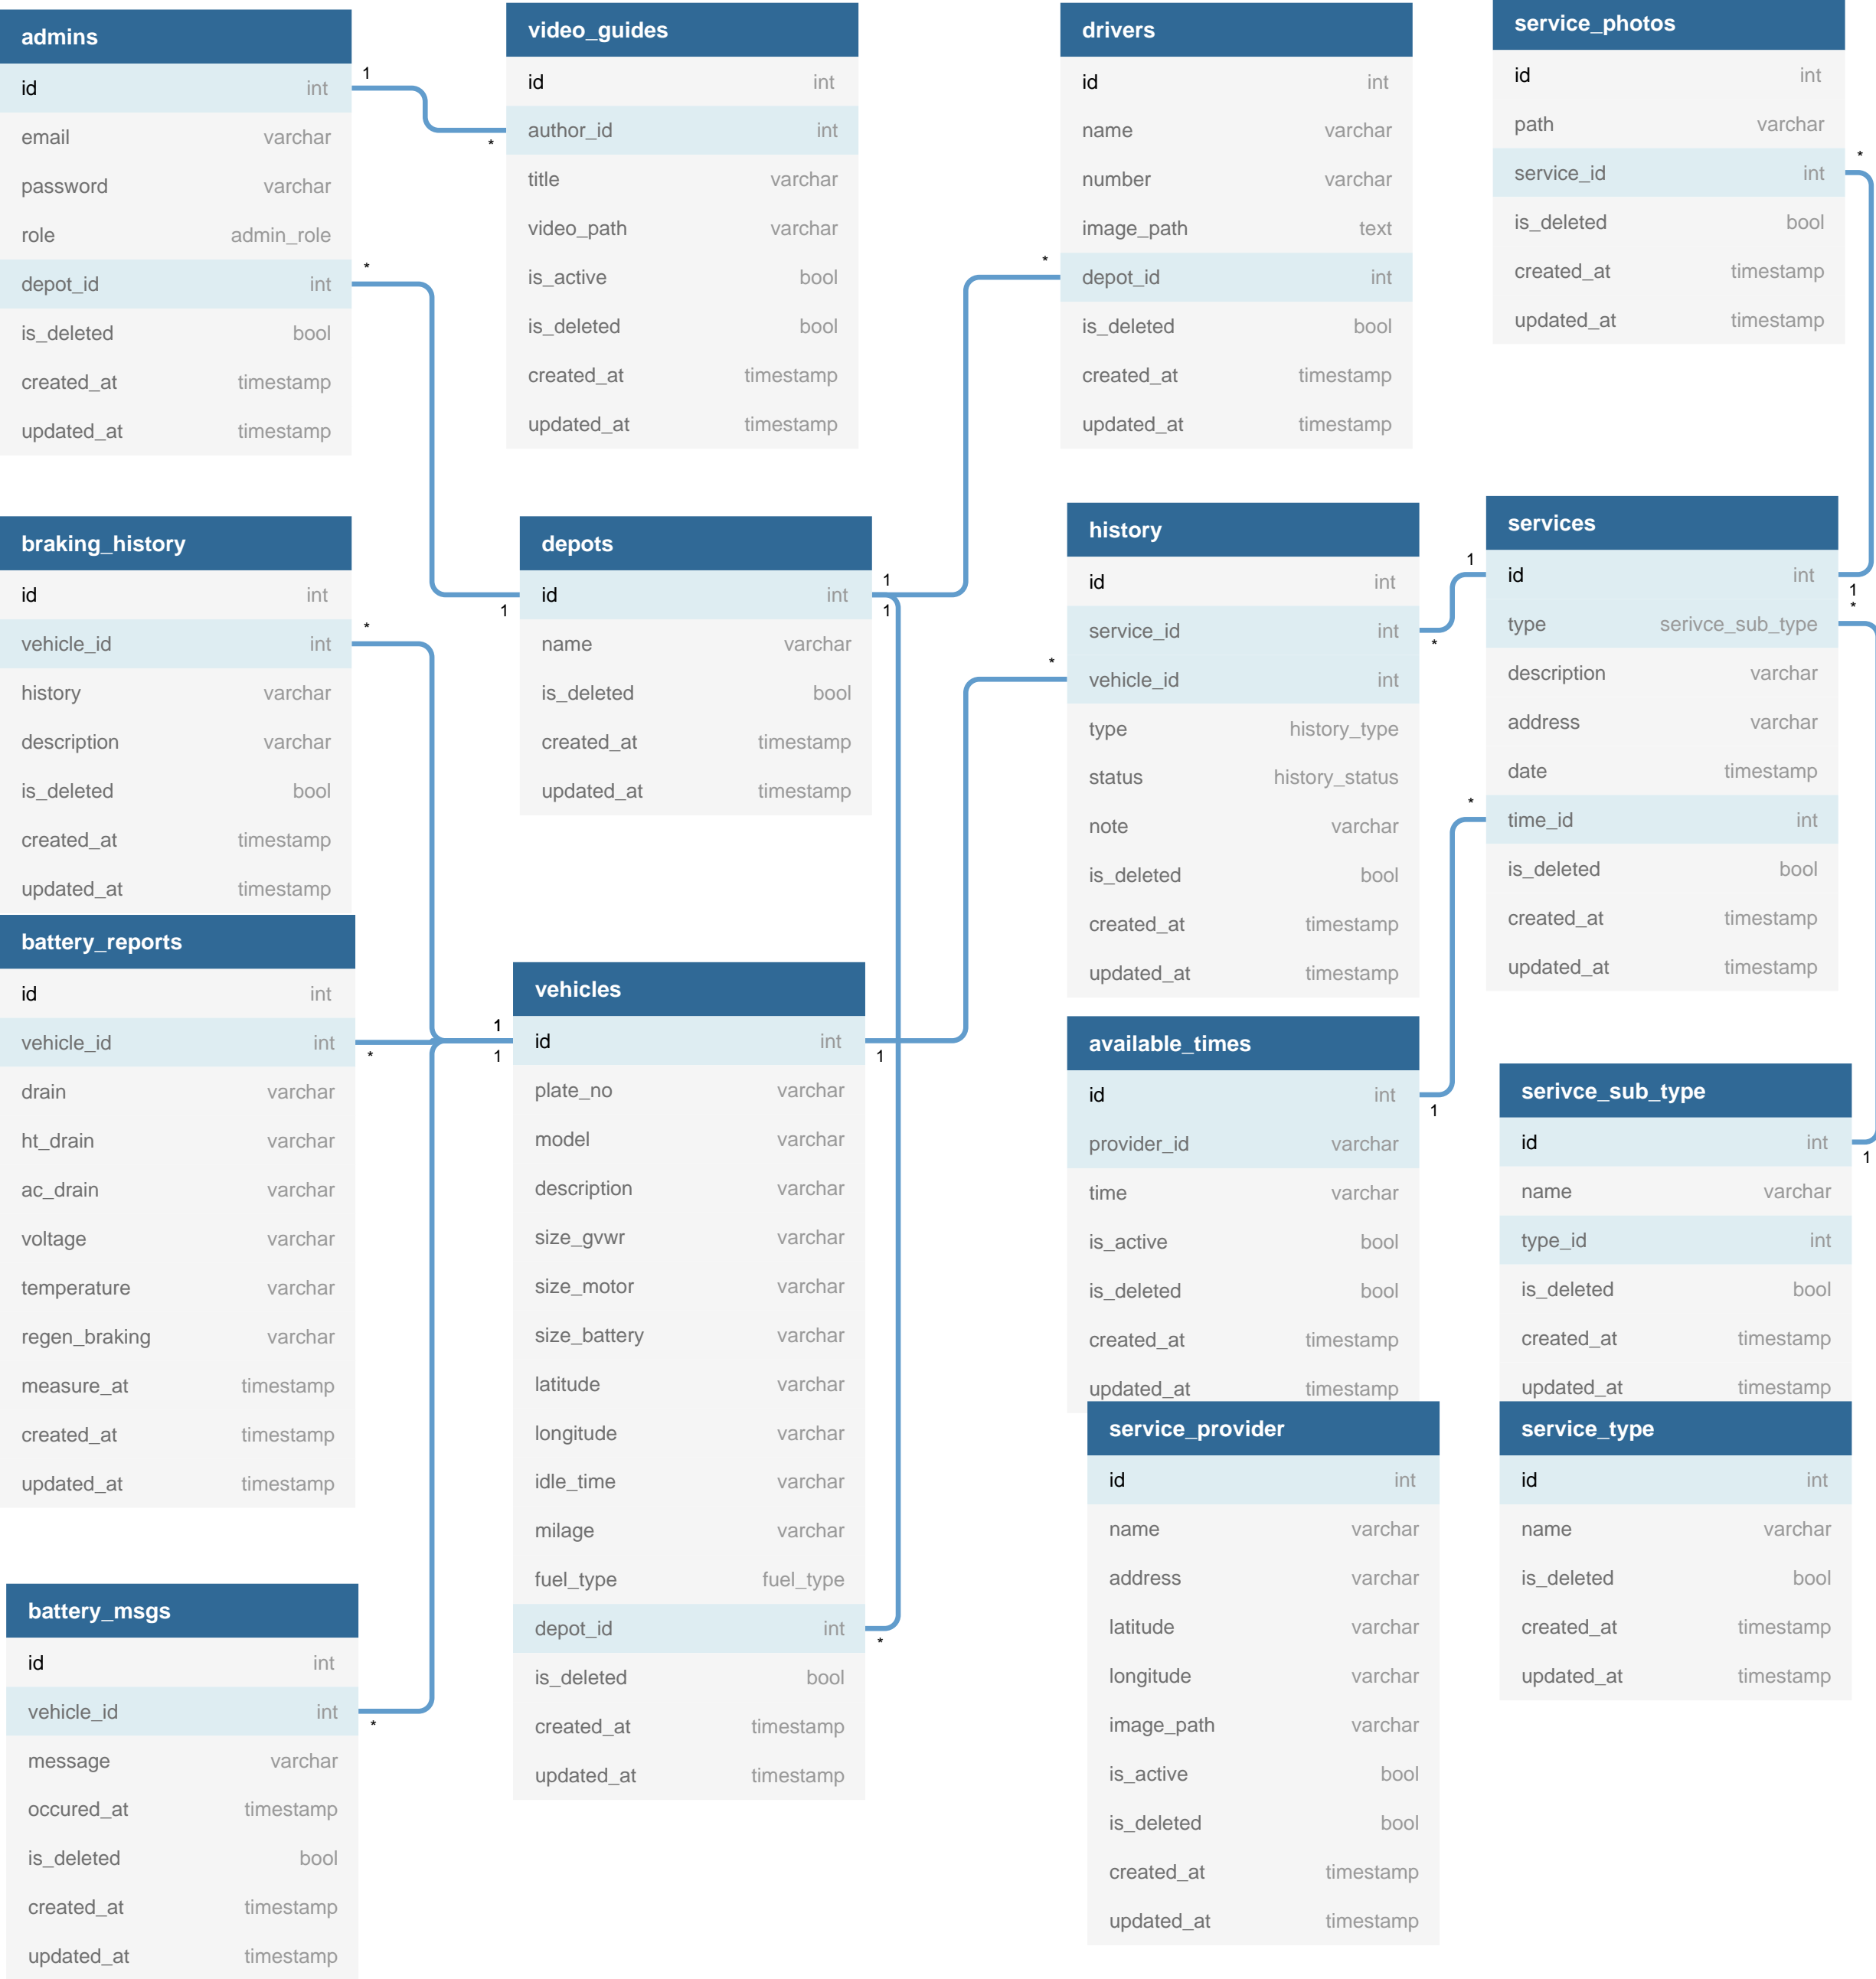 admins
id int
email varchar
password varchar
role admin_role
depot_id int
is_deleted bool
created_at timestamp
updated_at timestamp
1
*
*
1
video_guides
id int
author_id int
title varchar
video_path varchar
is_active bool
is_deleted bool
created_at timestamp
updated_at timestamp
drivers
id int
name varchar
number varchar
image_path text
depot_id int
is_deleted bool
created_at timestamp
updated_at timestamp
*
service_photos
id int
path varchar
service_id int
is_deleted bool
created_at timestamp
updated_at timestamp
*
braking_history
id int
vehicle_id int
history varchar
description varchar
is_deleted bool
created_at timestamp
updated_at timestamp
*
depots
id int
name varchar
is_deleted bool
created_at timestamp
updated_at timestamp
1
1
history
id int
service_id int
vehicle_id int
type history_type
status history_status
note varchar
is_deleted bool
created_at timestamp
updated_at timestamp
*
*
1
services
id int
type serivce_sub_type
description varchar
address varchar
date timestamp
time_id int
is_deleted bool
created_at timestamp
updated_at timestamp
1
*
*
battery_reports
id int
vehicle_id int
drain varchar
ht_drain varchar
ac_drain varchar
voltage varchar
temperature varchar
regen_braking varchar
measure_at timestamp
created_at timestamp
updated_at timestamp
*
1
1
vehicles
id int
plate_no varchar
model varchar
description varchar
size_gvwr varchar
size_motor varchar
size_battery varchar
latitude varchar
longitude varchar
idle_time varchar
milage varchar
fuel_type fuel_type
depot_id int
is_deleted bool
created_at timestamp
updated_at timestamp
1
*
available_times
id int
provider_id varchar
time varchar
is_active bool
is_deleted bool
created_at timestamp
updated_at timestamp
1
serivce_sub_type
id int
name varchar
type_id int
is_deleted bool
created_at timestamp
updated_at timestamp
1
service_provider
id int
name varchar
address varchar
latitude varchar
longitude varchar
image_path varchar
is_active bool
is_deleted bool
created_at timestamp
updated_at timestamp
service_type
id int
name varchar
is_deleted bool
created_at timestamp
updated_at timestamp
battery_msgs
id int
vehicle_id int
message varchar
occured_at timestamp
is_deleted bool
created_at timestamp
updated_at timestamp
*